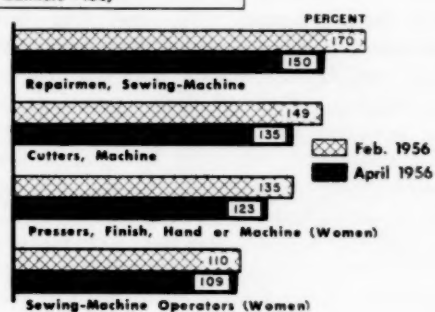 PERCENT
170
150
Repairmen, Sewing-Machine
149
135
Cutters, Machine
Feb. 1956
April 1956
135
123
Pressers, Finish, Hand or Machine (Women)
110
109
Sewing-Machine Operators (Women)